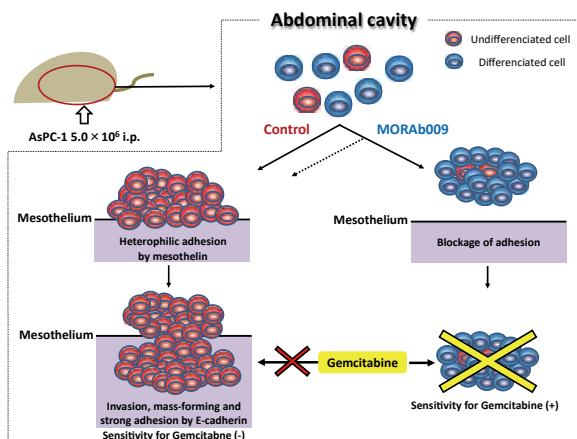 Abdominal cavity
Undifferenciated cell
Differenciated cell
AsPC-1 5.0 × 10⁶ i.p.
Control
MORAb009
Mesothelium
Heterophilic adhesion
by mesothelin
Mesothelium
Blockage of adhesion
Mesothelium
Invasion, mass-forming and
strong adhesion by E-cadherin
Sensitivity for Gemcitabne (-)
Gemcitabine
Sensitivity for Gemcitabine (+)